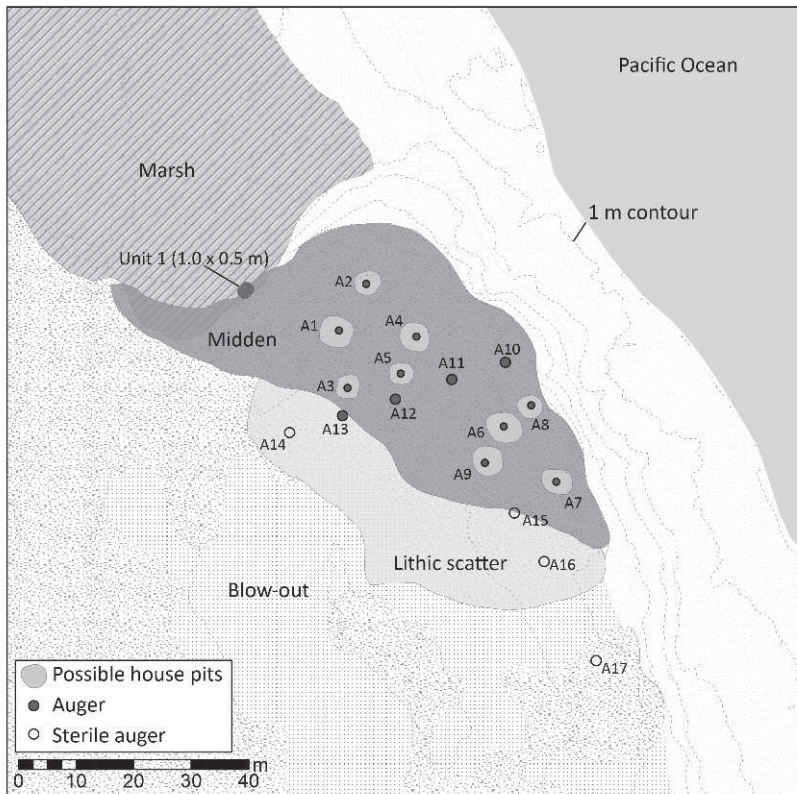 Pacific Ocean
Marsh
1 m contour
Unit 1 (1.0 x 0.5 m)
A2
A1
A4
Midden
A10
A11
A5
A3
A12
A8
A13
A6
A14
A9
A7
A15
Lithic scatter
A16
Blow-out
A17
Possible house pits
Auger
Sterile auger
m
0 10 20 30 40